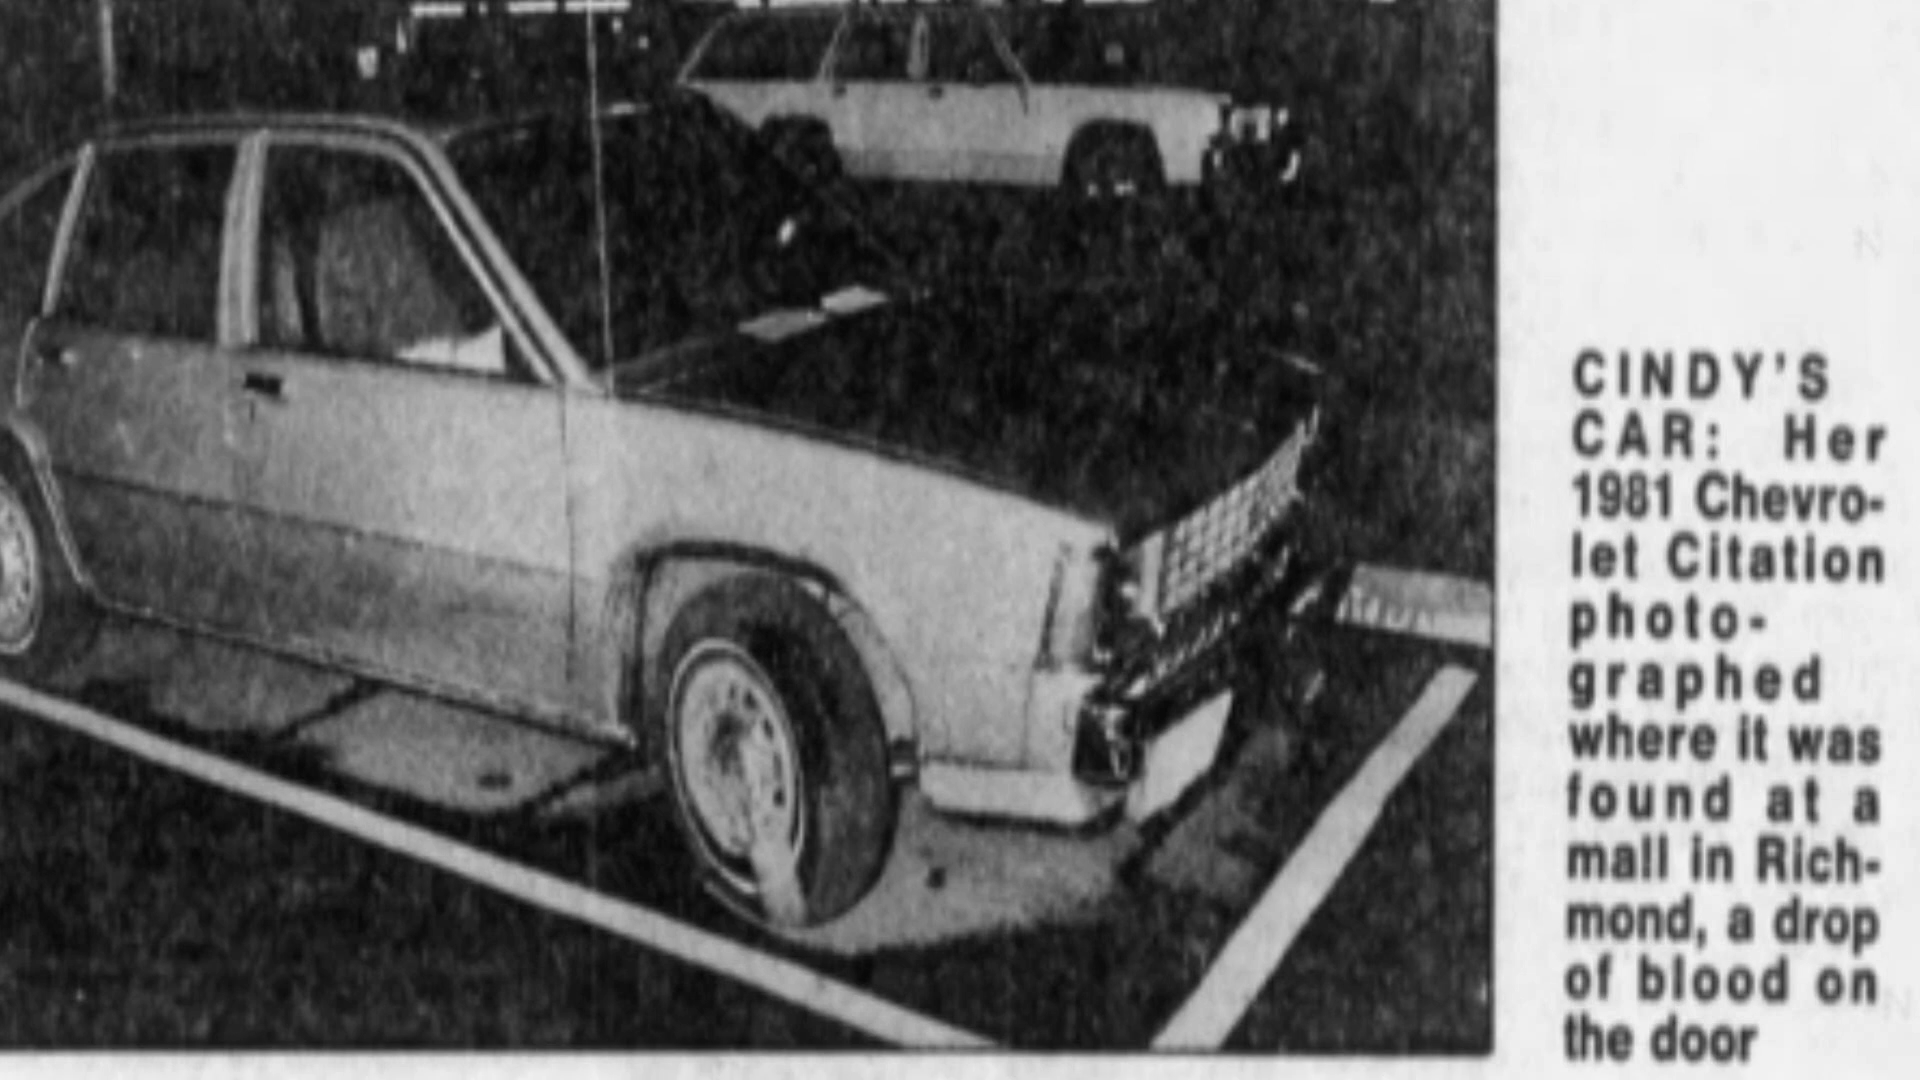 CINDY'S
CAR: Her
1981 Chevro-
let Citation
photo-
graphed
where it was
found at a
mall in Rich-
mond, a drop
of blood on
the door